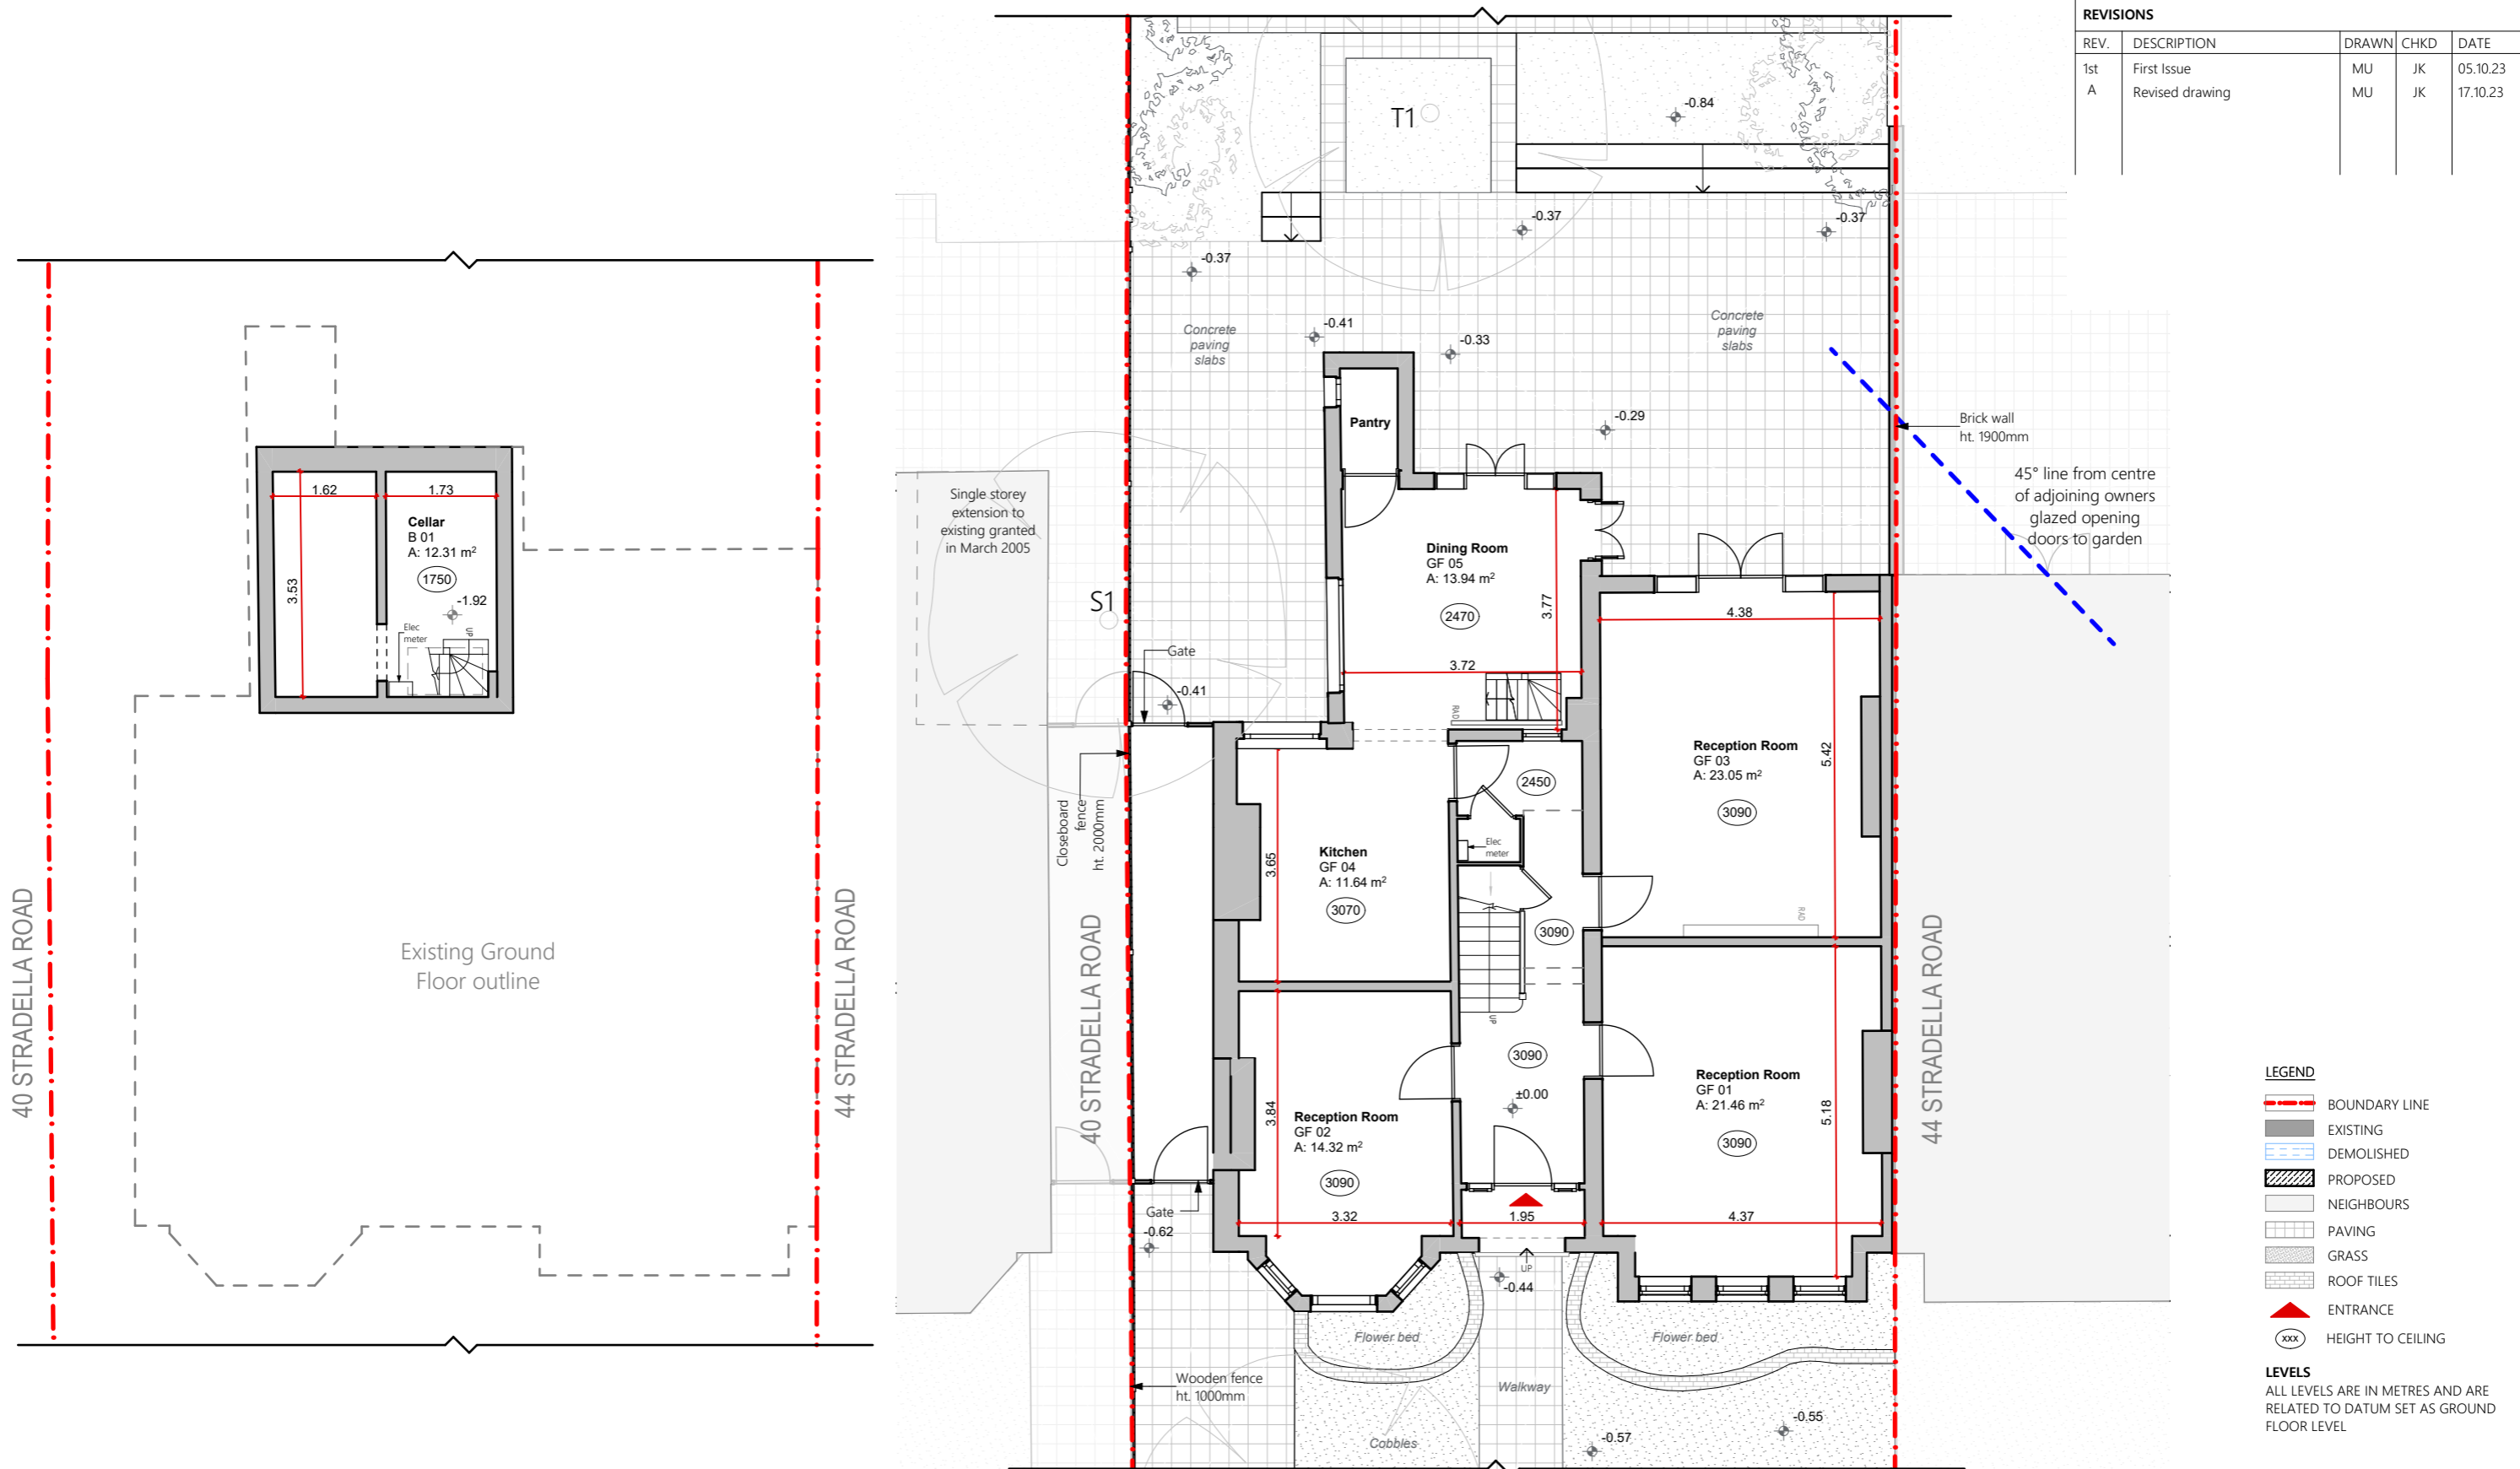 REVISIONS
REV. DESCRIPTION DRAWN CHKD DATE
1st First Issue MU JK 05.10.23
A Revised drawing MU JK 17.10.23
40 STRADELLA ROAD
1.62
1.73
3.53
Cellar
B 01
A: 12.31 m²
1750
-1.92
Elec
meter
UP
Existing Ground
Floor outline
44 STRADELLA ROAD
T1
-0.84
-0.37
-0.37
-0.37
-0.41
-0.33
-0.29
Concrete
paving
slabs
Concrete
paving
slabs
Pantry
Brick wall
ht. 1900mm
45° line from centre
of adjoining owners
glazed opening
doors to garden
Single storey
extension to
existing granted
in March 2005
S1
Gate
-0.41
Dining Room
GF 05
A: 13.94 m²
2470
3.77
3.72
RAD
4.38
Reception Room
GF 03
A: 23.05 m²
3090
5.42
RAD
Closeboard
fence
ht. 2000mm
40 STRADELLA ROAD
Kitchen
GF 04
A: 11.64 m²
3070
3.65
2450
Elec
meter
3090
UP
3090
±0.00
Reception Room
GF 02
A: 14.32 m²
3090
3.84
3.32
1.95
Reception Room
GF 01
A: 21.46 m²
3090
5.18
4.37
44 STRADELLA ROAD
Gate
-0.62
UP
-0.44
Flower bed
Flower bed
Wooden fence
ht. 1000mm
Walkway
Cobbles
-0.57
-0.55
LEGEND
BOUNDARY LINE
EXISTING
DEMOLISHED
PROPOSED
NEIGHBOURS
PAVING
GRASS
ROOF TILES
ENTRANCE
xxx HEIGHT TO CEILING
LEVELS
ALL LEVELS ARE IN METRES AND ARE
RELATED TO DATUM SET AS GROUND
FLOOR LEVEL